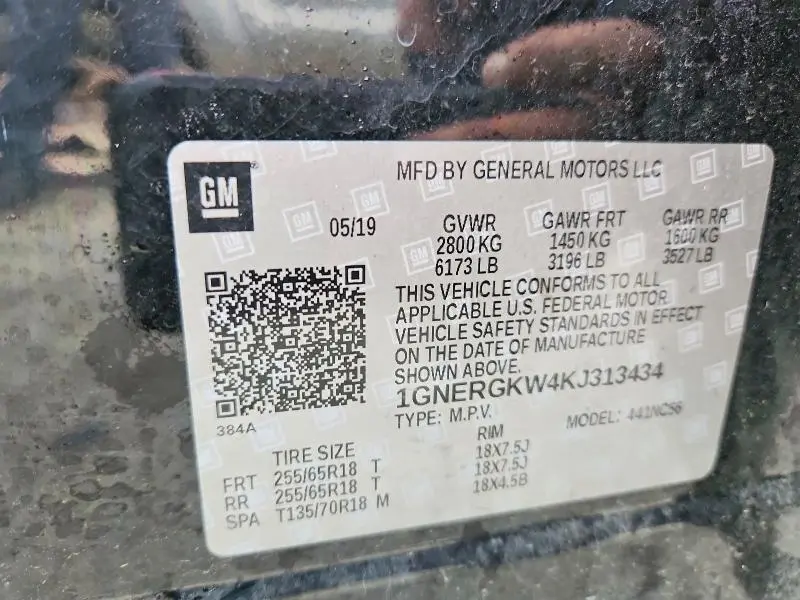 GM
MFD BY GENERAL MOTORS LLC
05/19
GVWR GAWR FRT GAWR RR
2800 KG 1450 KG 1600 KG
6173 LB 3196 LB 3527 LB
THIS VEHICLE CONFORMS TO ALL
APPLICABLE U.S. FEDERAL MOTOR
VEHICLE SAFETY STANDARDS IN EFFECT
ON THE DATE OF MANUFACTURE
SHOWN ABOVE.
1GNERGKW4KJ313434
384A
TYPE: M.P.V. MODEL: 441NCS6
TIRE SIZE RIM
FRT 255/65R18 T 18X7.5J
RR 255/65R18 T 18X7.5J
SPA T135/70R18 M 18X4.5B